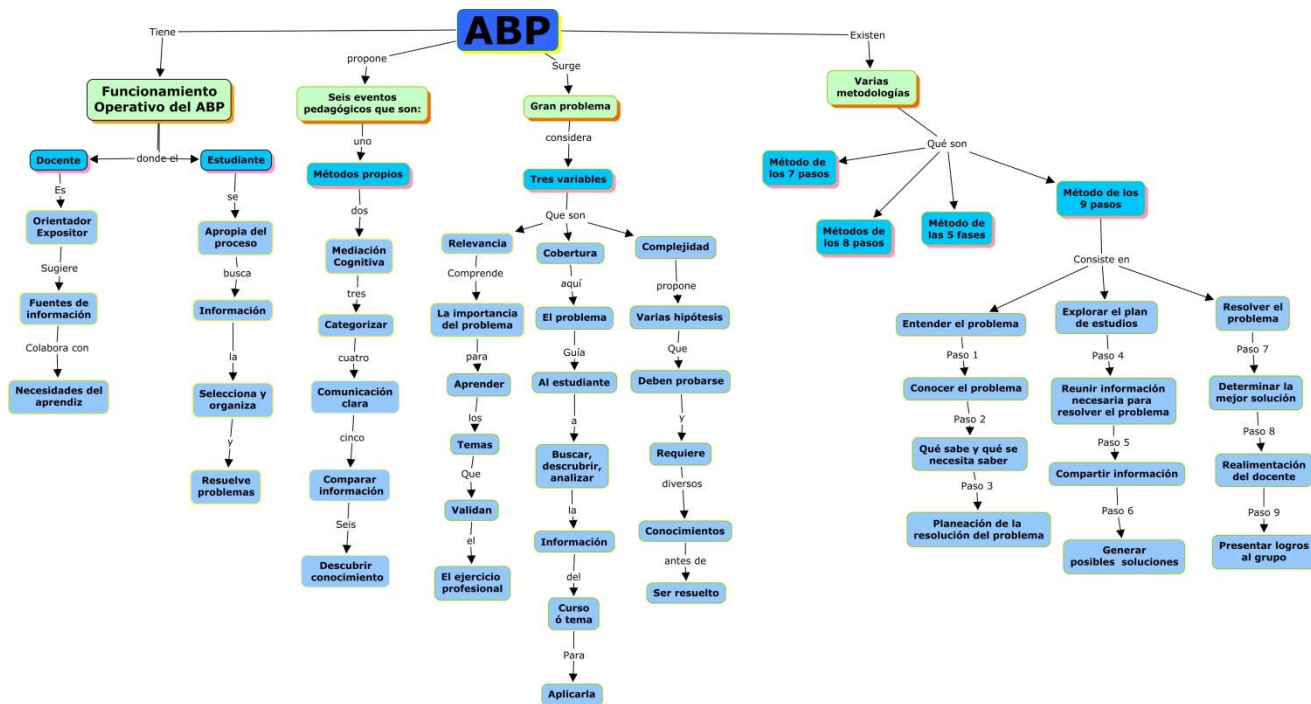 ABP
Tiene
Funcionamiento
Operativo del ABP
donde el
Docente
Es
Orientador
Expositor
Sugiere
Fuentes de
información
Colabora con
Necesidades del
aprendiz
Estudiante
se
Apropia del
proceso
busca
Información
la
Selecciona y
organiza
y
Resuelve
problemas
propone
Seis eventos
pedagógicos que son:
uno
Métodos propios
dos
Mediación
Cognitiva
tres
Categorizar
cuatro
Comunicación
clara
cinco
Comparar
información
Seis
Descubrir
conocimiento
Surge
Gran problema
considera
Tres variables
Que son
Relevancia
Comprende
La importancia
del problema
para
Aprender
los
Temas
Que
Validan
el
El ejercicio
profesional
Cobertura
aquí
El problema
Guía
Al estudiante
a
Buscar,
descrubrir,
analizar
la
Información
del
Curso
ó tema
Para
Aplicarla
Complejidad
propone
Varias hipótesis
Que
Deben probarse
y
Requiere
diversos
Conocimientos
antes de
Ser resuelto
Existen
Varias
metodologías
Qué son
Método de
los 7 pasos
Métodos de
los 8 pasos
Método de
las 5 fases
Método de los
9 pasos
Consiste en
Entender el problema
Paso 1
Conocer el problema
Paso 2
Qué sabe y qué se
necesita saber
Paso 3
Planeación de la
resolución del problema
Explorar el plan
de estudios
Paso 4
Reunir información
necesaria para
resolver el problema
Paso 5
Compartir información
Paso 6
Generar
posibles soluciones
Resolver el
problema
Paso 7
Determinar la
mejor solución
Paso 8
Realimentación
del docente
Paso 9
Presentar logros
al grupo